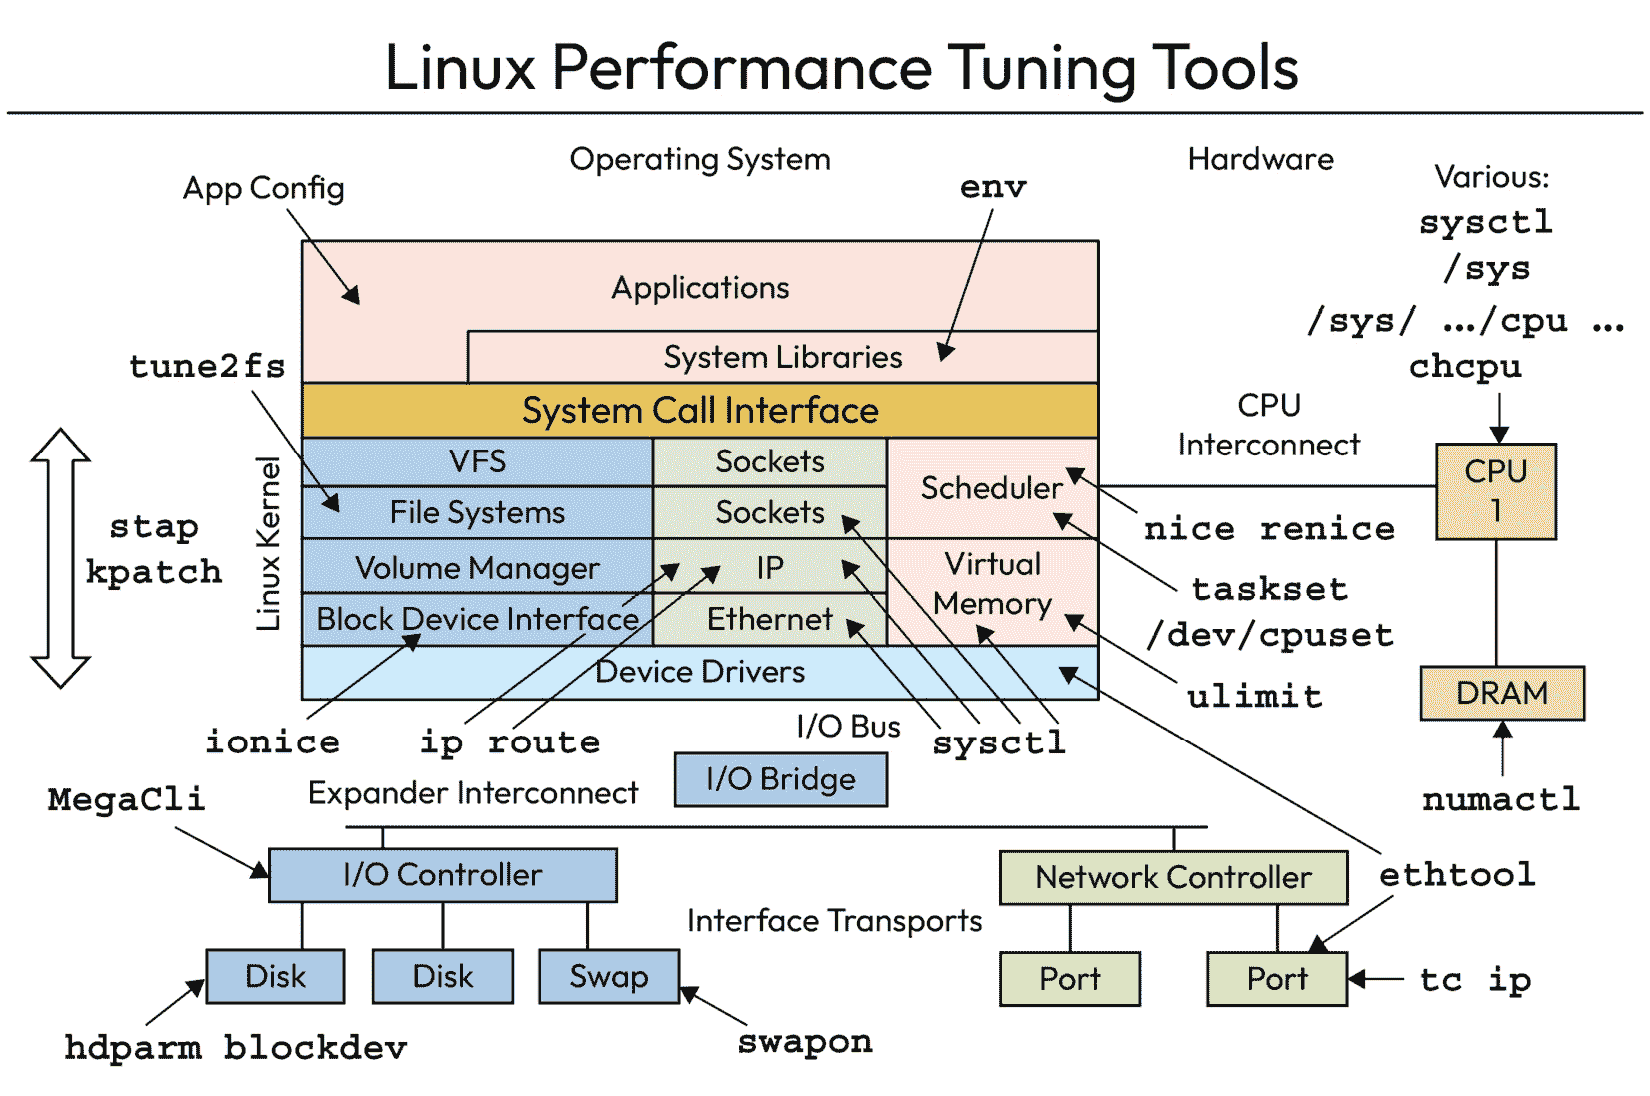 Linux Performance Tuning Tools
Operating System
Hardware
App Config
env
Various:
sysctl
/sys
/sys/ …/cpu …
chcpu
Applications
System Libraries
tune2fs
System Call Interface
CPU
Interconnect
VFS
Sockets
Scheduler
CPU
1
File Systems
Sockets
nice renice
stap
kpatch
Linux Kernel
Volume Manager
IP
Virtual
Memory
taskset
/dev/cpuset
Block Device Interface
Ethernet
Device Drivers
ulimit
DRAM
ionice
ip route
I/O Bus
sysctl
I/O Bridge
Expander Interconnect
MegaCli
numactl
I/O Controller
Network Controller
ethtool
Interface Transports
Disk
Disk
Swap
Port
Port
tc ip
hdparm blockdev
swapon